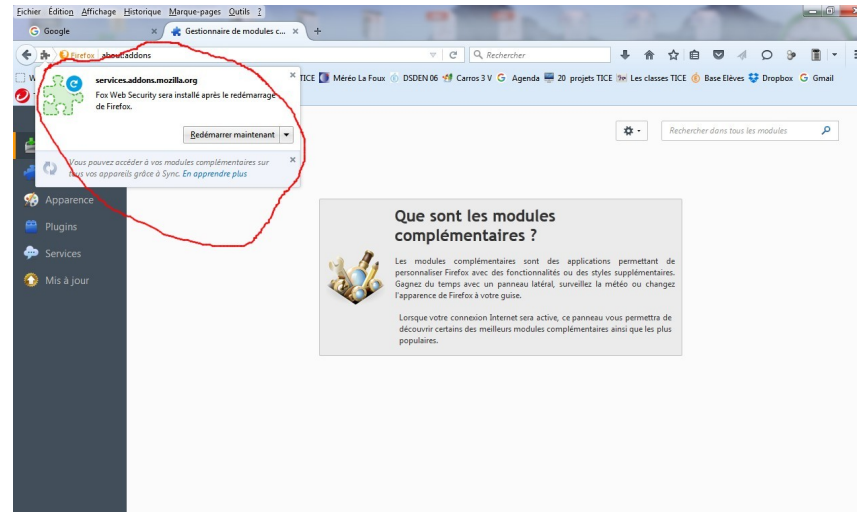 Fichier Édition Affichage Historique Marque-pages Outils ?
Google
Gestionnaire de modules c...
Firefox about:addons
Rechercher
TICE Météo La Foux DSDEN 06 Carros 3 V Agenda 20 projets TICE Les classes TICE Base Elèves Dropbox Gmail
services.addons.mozilla.org
Fox Web Security sera installé après le redémarrage
de Firefox.
Redémarrer maintenant
Vous pouvez accéder à vos modules complémentaires sur
tous vos appareils grâce à Sync. En apprendre plus
Rechercher dans tous les modules
Apparence
Plugins
Services
Mis à jour
Que sont les modules
complémentaires ?
Les modules complémentaires sont des applications permettant de
personnaliser Firefox avec des fonctionnalités ou des styles supplémentaires.
Gagnez du temps avec un panneau latéral, surveillez la météo ou changez
l'apparence de Firefox à votre guise.
Lorsque votre connexion Internet sera active, ce panneau vous permettra de
découvrir certains des meilleurs modules complémentaires ainsi que les plus
populaires.